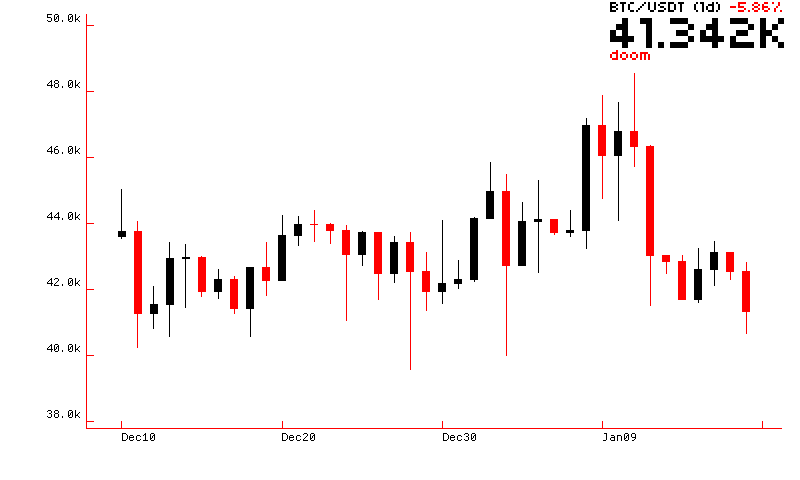 BTC/USDT (1d) -5.86%
41.342K
doom
50.0k
48.0k
46.0k
44.0k
42.0k
40.0k
38.0k
Dec10 Dec20 Dec30 Jan09